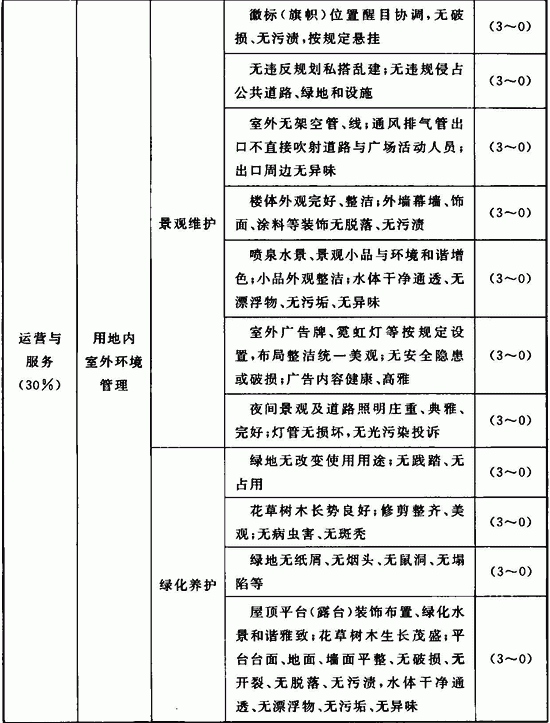 徽标（旗帜）位置醒目协调，无破
损、无污渍，按规定悬挂
（3～0）
无违反规划私搭乱建；无违规侵占
公共道路、绿地和设施
（3～0）
室外无架空管、线；通风排气管出
口不直接吹射道路与广场活动人员；
出口周边无异味
（3～0）
景观维护
楼体外观完好、整洁；外墙幕墙、饰
面、涂料等装饰无脱落、无污渍
（3～0）
喷泉水景、景观小品与环境和谐增
色；小品外观整洁；水体干净通透、无
漂浮物、无污垢、无异味
（3～0）
运营与
服务
（30%）
用地内
室外环境
管理
室外广告牌、霓虹灯等按规定设
置，布局整洁统一美观；无安全隐患
或破损；广告内容健康、高雅
（3～0）
夜间景观及道路照明庄重、典雅、
完好；灯管无损坏，无光污染投诉
（3～0）
绿化养护
绿地无改变使用用途；无践踏、无
占用
（3～0）
花草树木长势良好；修剪整齐、美
观；无病虫害、无斑秃
（3～0）
绿地无纸屑、无烟头、无鼠洞、无塌
陷等
（3～0）
屋顶平台（露台）装饰布置、绿化水
景和谐雅致；花草树木生长茂盛；平
台台面、地面、墙面平整、无破损、无
开裂、无脱落、无污渍，水体干净通
透、无漂浮物、无污垢、无异味
（3～0）